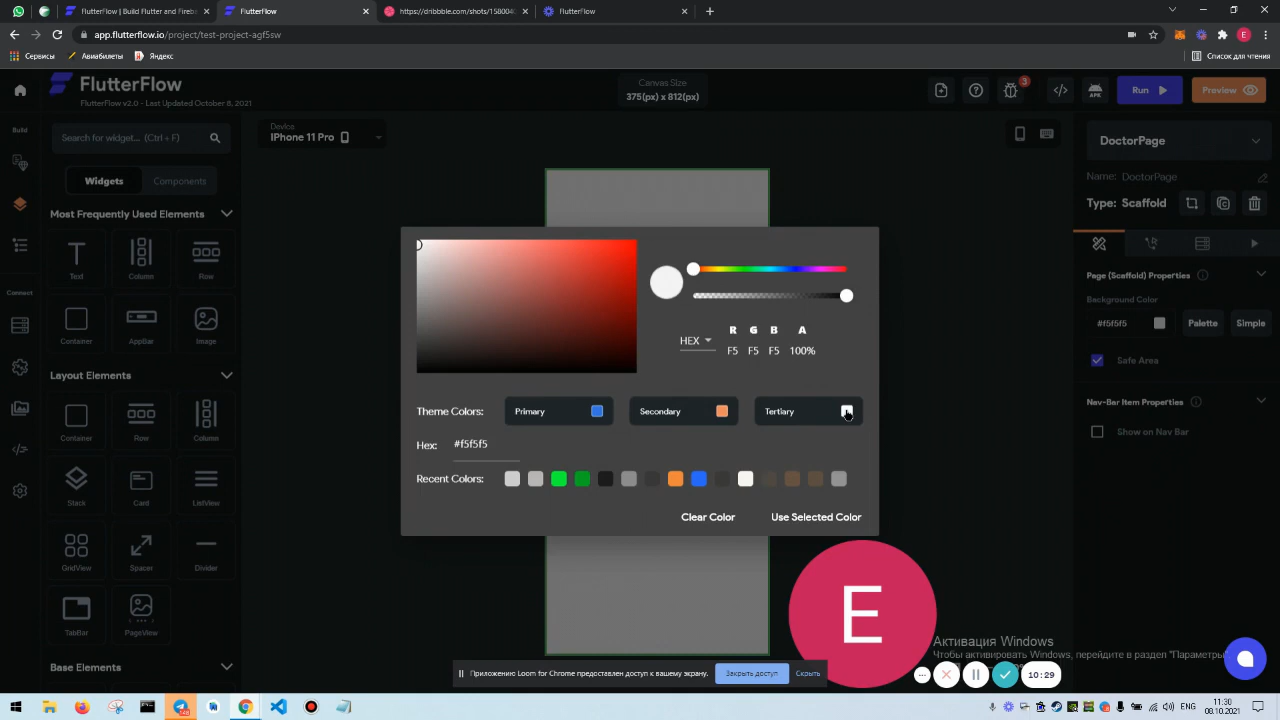 FlutterFlow | Build Flutter and Fireb
FlutterFlow
https://dribbble.com/shots/158004
FlutterFlow
app.flutterflow.io/project/test-project-agf5sw
Сервисы
Авиабилеты
Яндекс
Список для чтения
FlutterFlow
FlutterFlow v2.0 - Last Updated October 8, 2021
Canvas Size
375(px) x 812(px)
3
APK
Run
Preview
Build
Search for widget... (Ctrl + F)
Device
iPhone 11 Pro
DoctorPage
Widgets
Components
Name: DoctorPage
Type: Scaffold
Most Frequently Used Elements
Text
Column
Row
Container
AppBar
Image
Page (Scaffold) Properties
Background Color
#f5f5f5
Palette
Simple
Safe Area
Nav-Bar Item Properties
Show on Nav Bar
Connect
HEX
R G B A
F5 F5 F5 100%
Theme Colors:
Primary
Secondary
Tertiary
Hex:
#f5f5f5
Recent Colors:
Clear Color
Use Selected Color
Layout Elements
Container
Row
Column
Stack
Card
ListView
GridView
Spacer
Divider
TabBar
PageView
Base Elements
E
Активация Windows
Чтобы активировать Windows, перейдите в раздел "Параметры
Приложению Loom for Chrome предоставлен доступ к вашему экрану.
Закрыть доступ
Скрыть
10:29
ENG
11:30
08.10.2021